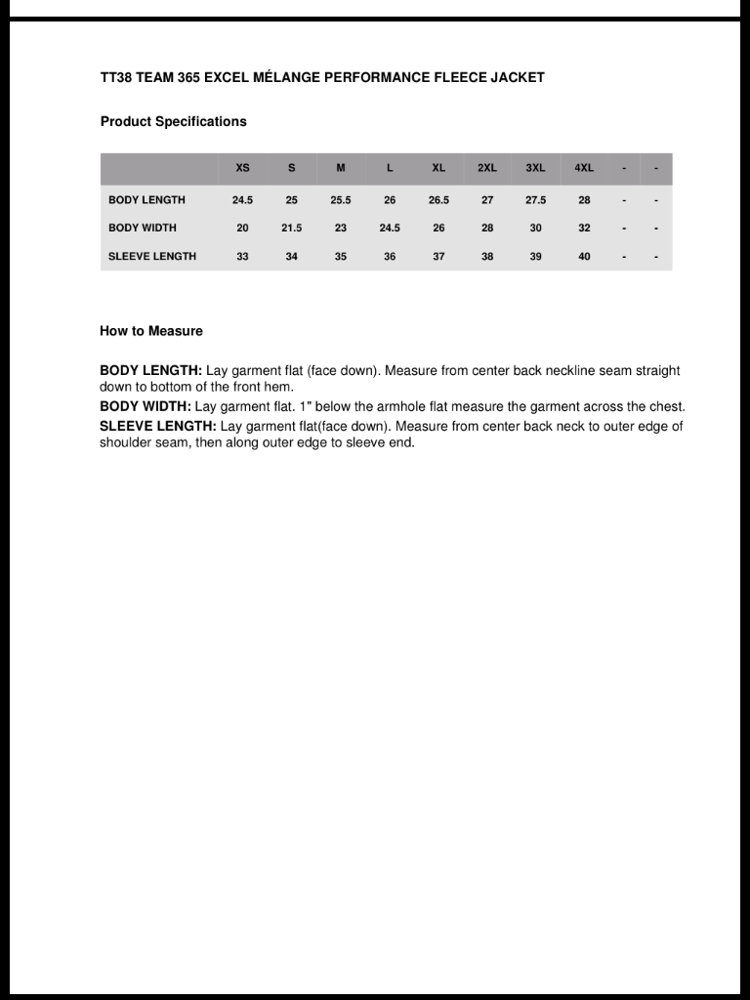 TT38 TEAM 365 EXCEL MÉLANGE PERFORMANCE FLEECE JACKET
Product Specifications
XS S M L XL 2XL 3XL 4XL - -
BODY LENGTH 24.5 25 25.5 26 26.5 27 27.5 28 - -
BODY WIDTH 20 21.5 23 24.5 26 28 30 32 - -
SLEEVE LENGTH 33 34 35 36 37 38 39 40 - -
How to Measure
BODY LENGTH: Lay garment flat (face down). Measure from center back neckline seam straight
down to bottom of the front hem.
BODY WIDTH: Lay garment flat. 1" below the armhole flat measure the garment across the chest.
SLEEVE LENGTH: Lay garment flat(face down). Measure from center back neck to outer edge of
shoulder seam, then along outer edge to sleeve end.